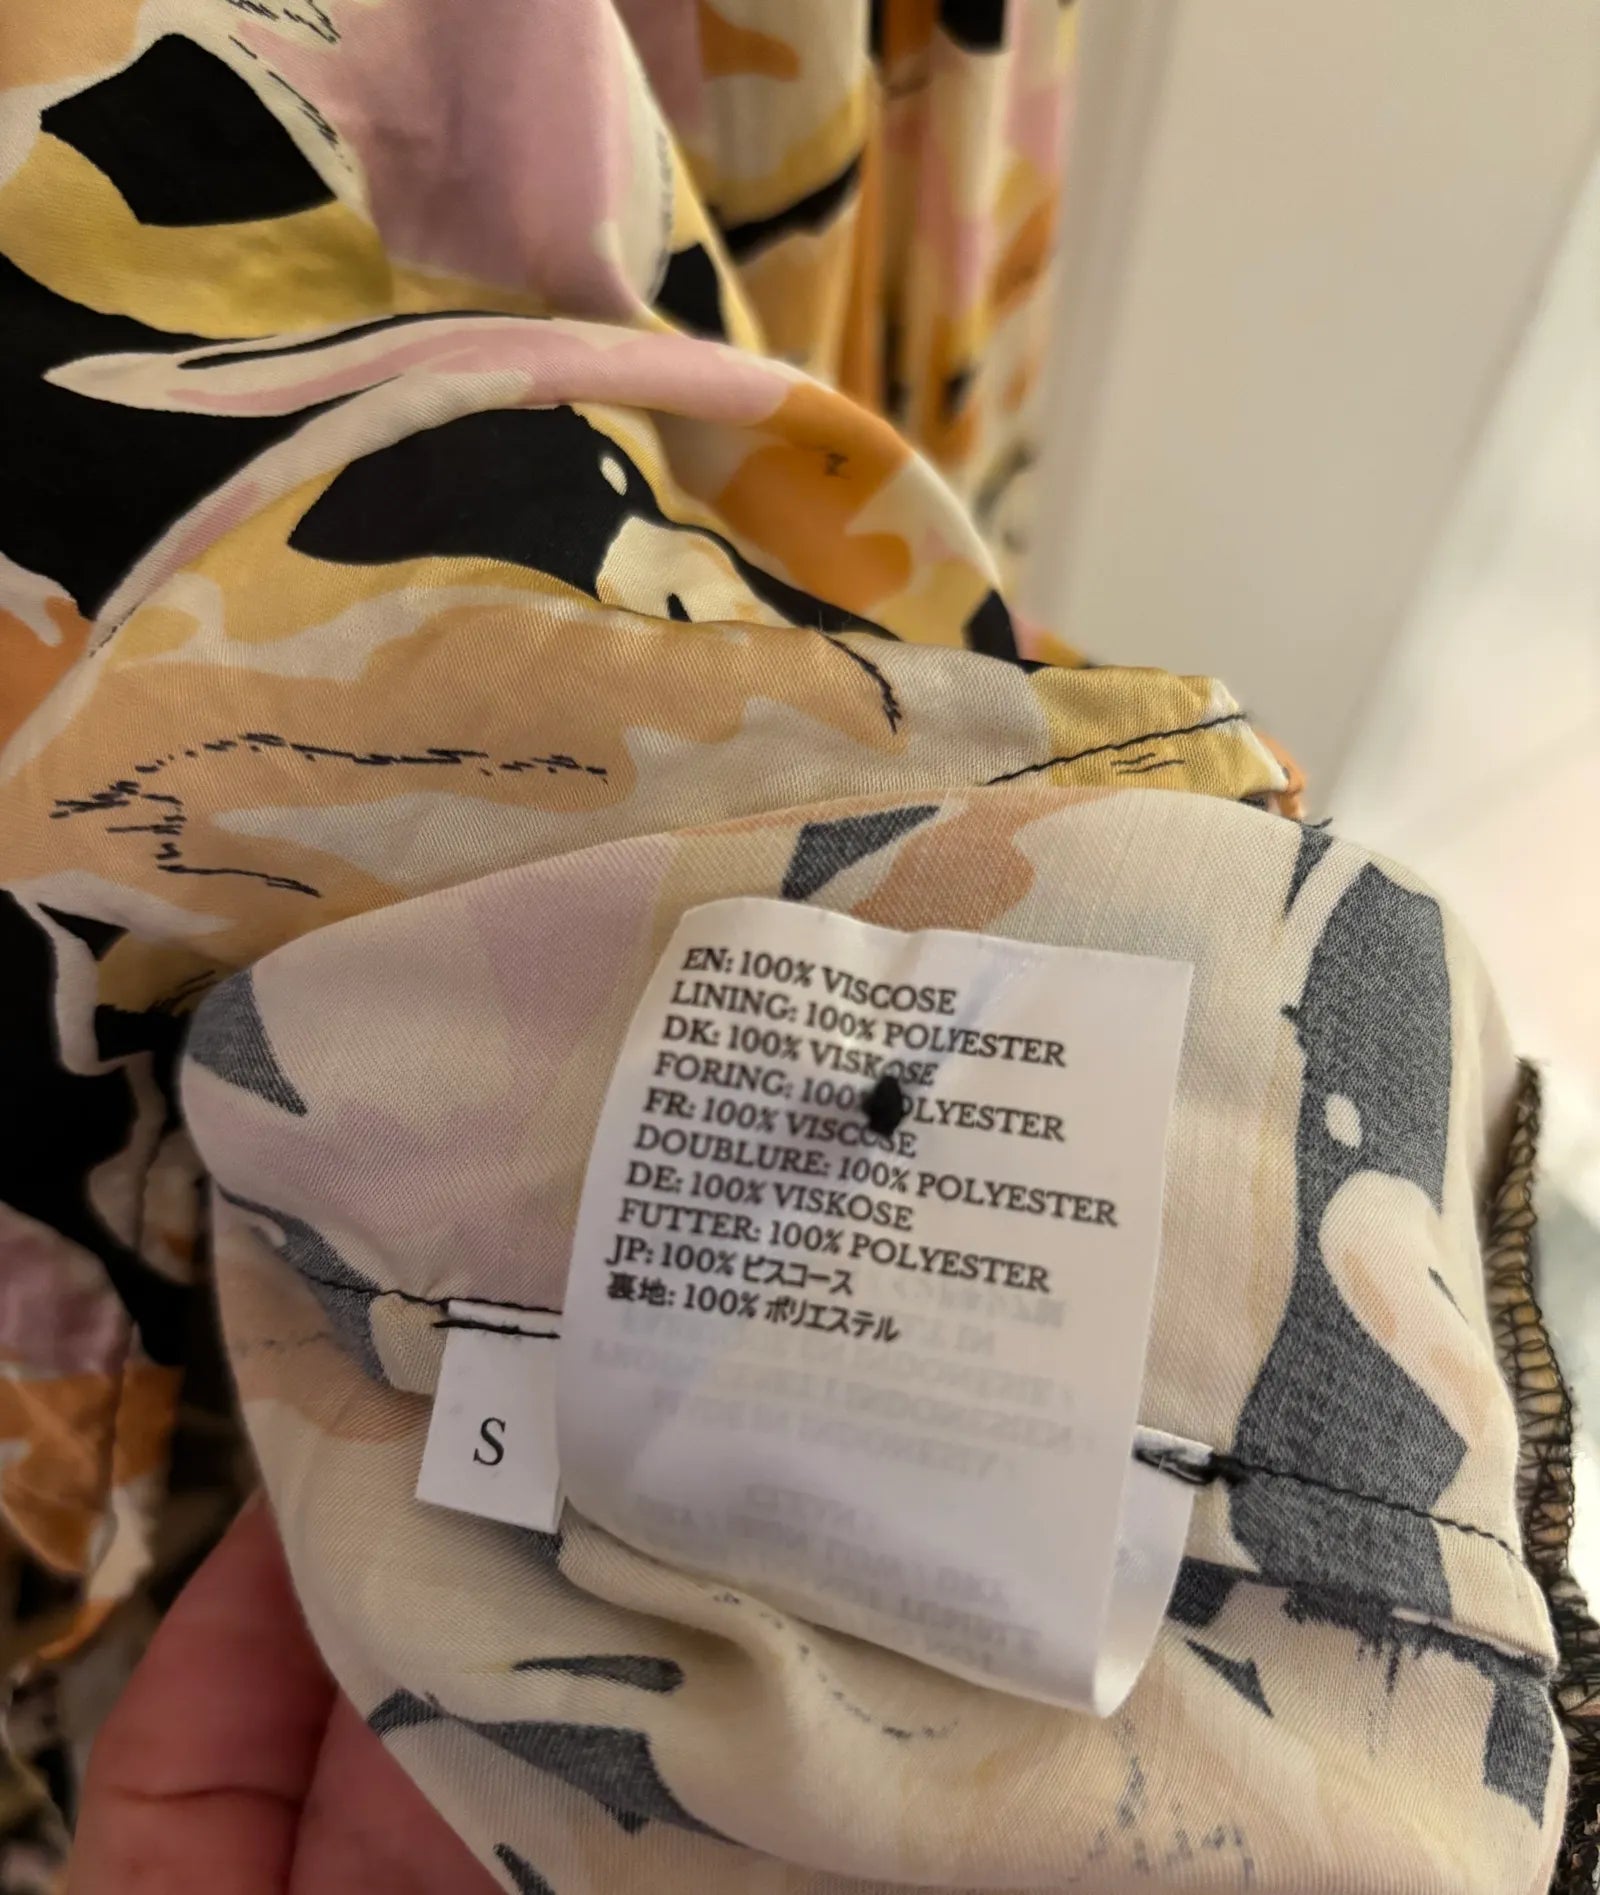 EN: 100% VISCOSE
LINING: 100% POLYESTER
DK: 100% VISKOSE
FORING: 100% POLYESTER
FR: 100% VISCOSE
DOUBLURE: 100% POLYESTER
DE: 100% VISKOSE
FUTTER: 100% POLYESTER
JP: 100% ビスコース
裏地: 100% ポリエステル
S